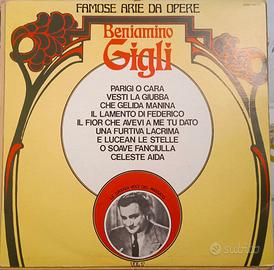 FAMOSE ARIE DA OPERE
Beniamino
Gigli
PARIGI O CARA
VESTI LA GIUBBA
CHE GELIDA MANINA
IL LAMENTO DI FEDERICO
IL FIOR CHE AVEVI A ME TU DATO
UNA FURTIVA LACRIMA
E LUCEAN LE STELLE
O SOAVE FANCIULLA
CELESTE AIDA
subito